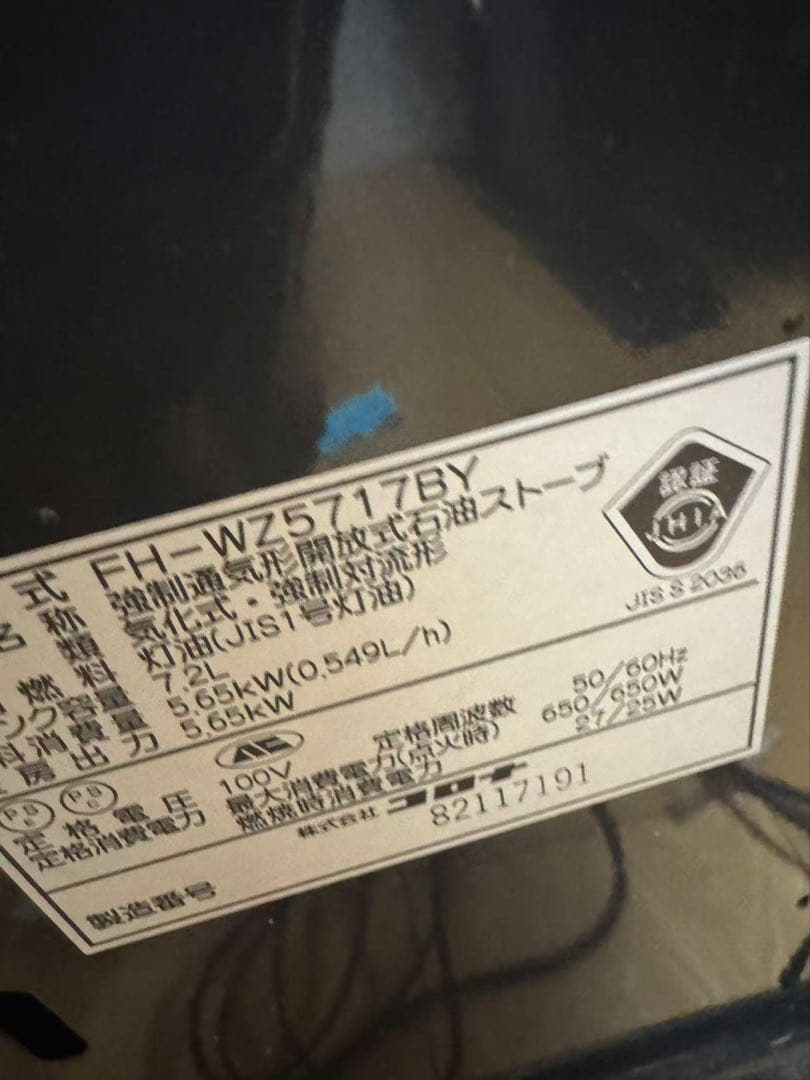 式 FH-WZ5717BY
名 称 強制通気形開放式石油ストーブ
類 気化式・強制対流形
燃 料 灯油(JIS1号灯油)
ンク容量 7.2L
料消費量 5.65kW(0.549L/h)
房出力 5.65kW
認証
JHIA
JIS S 2036
PS C PS E
定格電圧 100V 定格周波数 50/60Hz
定格消費電力 最大消費電力(点火時) 650/650W
燃焼時消費電力 27/25W
株式会社 コロナ
製造番号 82117191